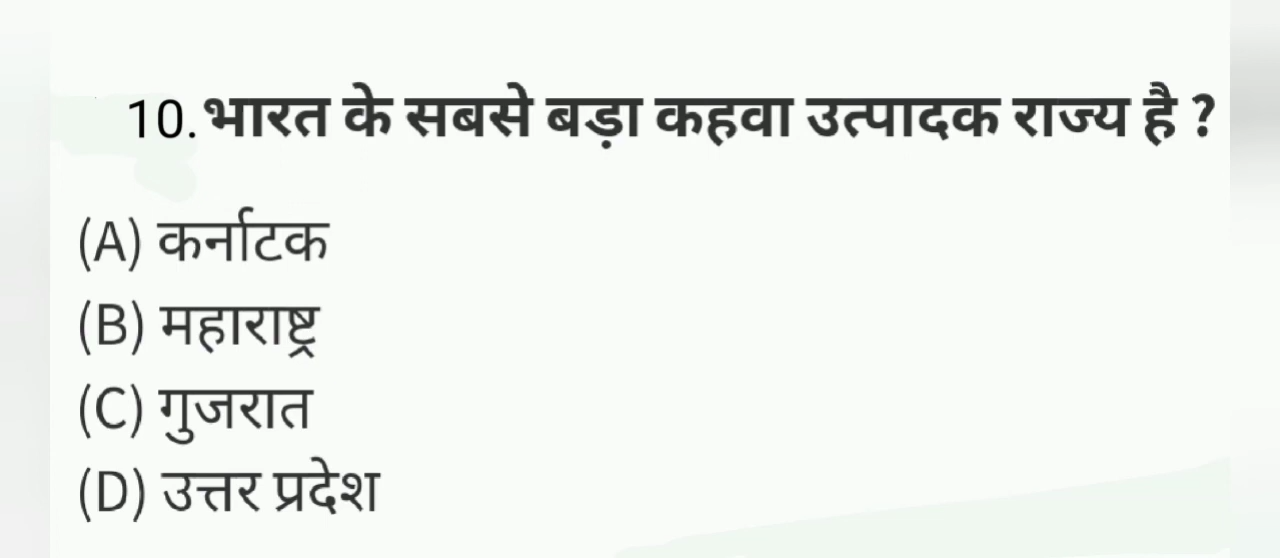 10. भारत के सबसे बड़ा कहवा उत्पादक राज्य है ?
(A) कर्नाटक
(B) महाराष्ट्र
(C) गुजरात
(D) उत्तर प्रदेश